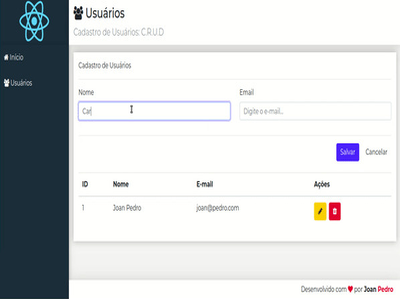 Usuários
Cadastro de Usuários: C.R.U.D
Início
Usuários
Cadastro de Usuários
Nome Email
Car Digite o e-mail...
Salvar Cancelar
ID Nome E-mail Ações
1 Joan Pedro joan@pedro.com
Desenvolvido com por Joan Pedro